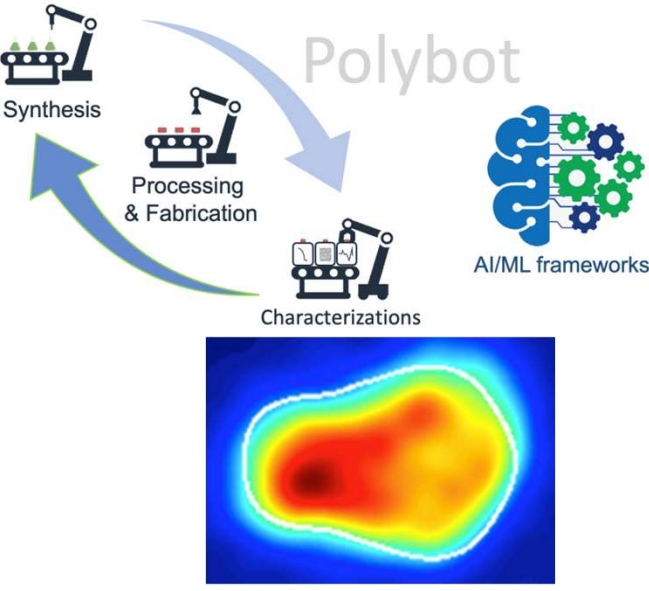 Polybot
Synthesis
Processing
& Fabrication
AI/ML frameworks
Characterizations